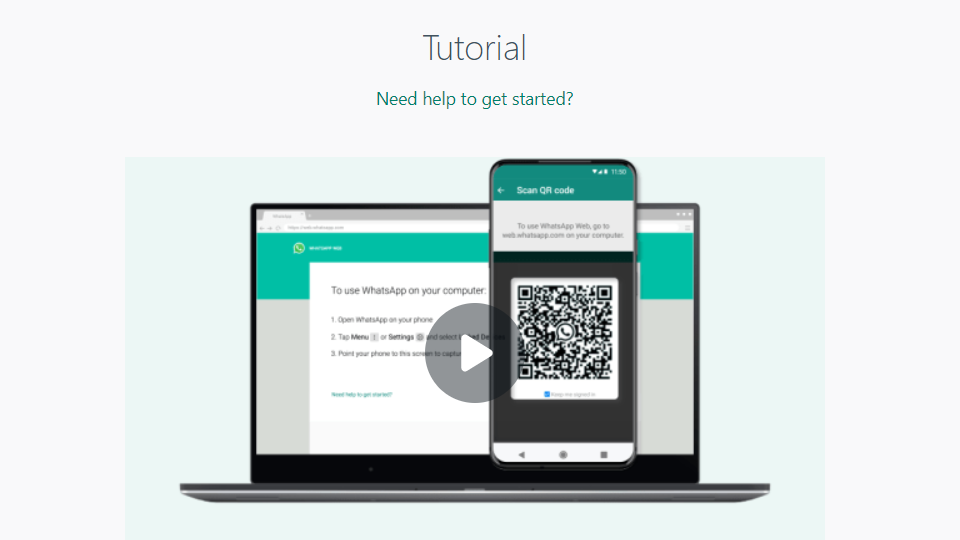 Tutorial
Need help to get started?
11:50
Scan QR code
To use WhatsApp Web, go to
web.whatsapp.com on your computer.
WhatsApp
https://web.whatsapp.com
WHATSAPP WEB
To use WhatsApp on your computer:
1. Open WhatsApp on your phone
2. Tap Menu or Settings and select
3. Point your phone to this screen to
Need help to get started?
Keep me signed in